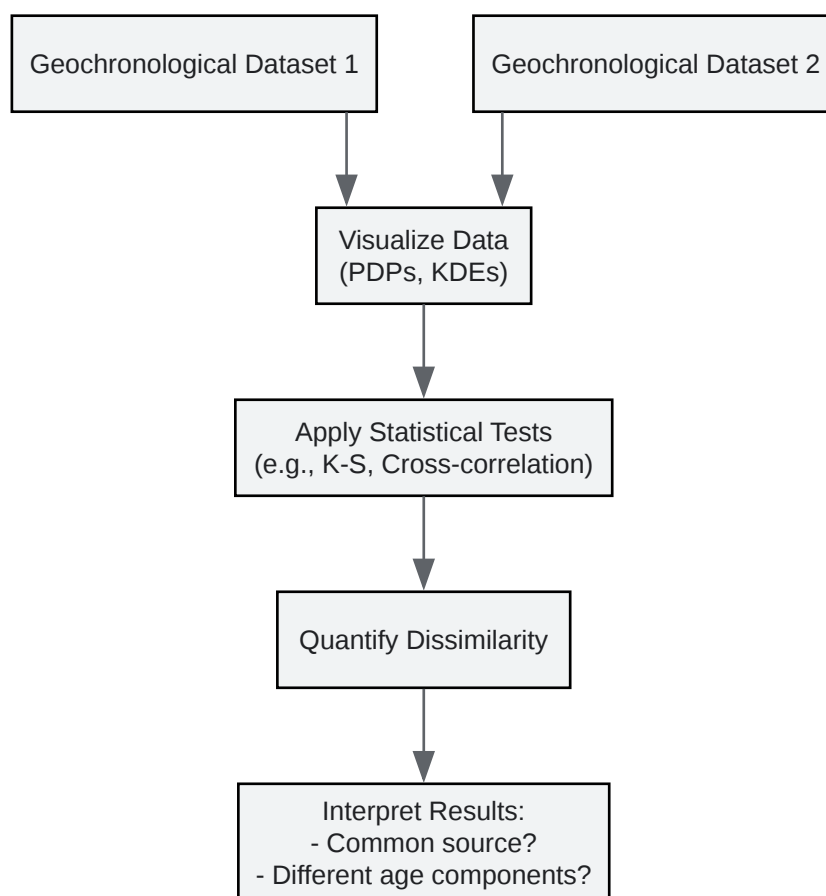 Geochronological Dataset 1
Geochronological Dataset 2
Visualize Data
(PDPs, KDEs)
Apply Statistical Tests
(e.g., K-S, Cross-correlation)
Quantify Dissimilarity
Interpret Results:
- Common source?
- Different age components?